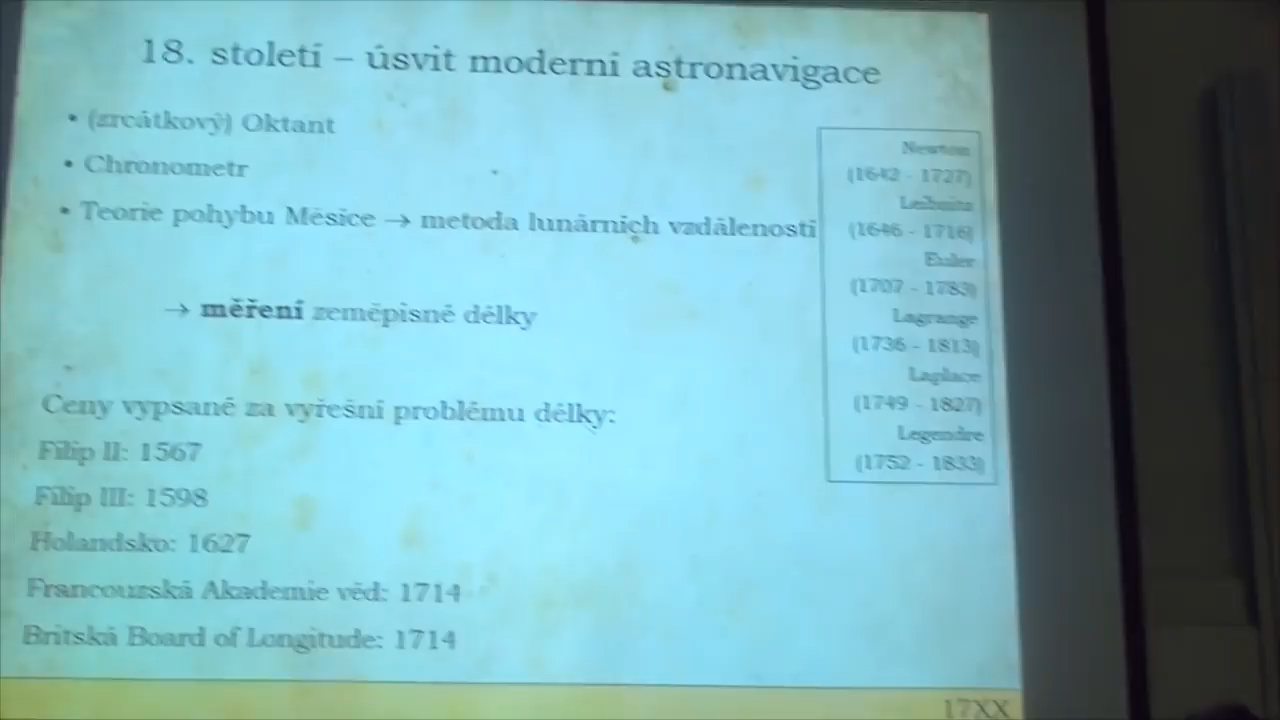 18. století – úsvit moderní astronavigace
• (zrcátkový) Oktant
• Chronometr
• Teorie pohybu Měsíce → metoda lunárních vzdáleností
→ měření zeměpisné délky
Ceny vypsané za vyřešní problému délky:
Filip II: 1567
Filip III: 1598
Holandsko: 1627
Francouzská Akademie věd: 1714
Britská Board of Longitude: 1714
Newton
(1642 - 1727)
Leibnitz
(1646 - 1716)
Euler
(1707 - 1783)
Lagrange
(1736 - 1813)
Laplace
(1749 - 1827)
Legendre
(1752 - 1833)
17XX